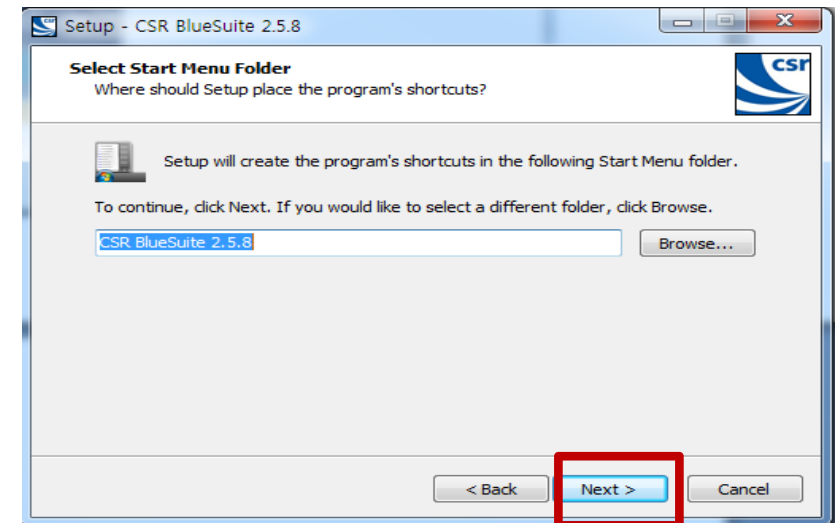 Setup - CSR BlueSuite 2.5.8
Select Start Menu Folder
Where should Setup place the program's shortcuts?
csr
Setup will create the program's shortcuts in the following Start Menu folder.
To continue, click Next. If you would like to select a different folder, click Browse.
CSR BlueSuite 2.5.8
Browse...
< Back
Next >
Cancel